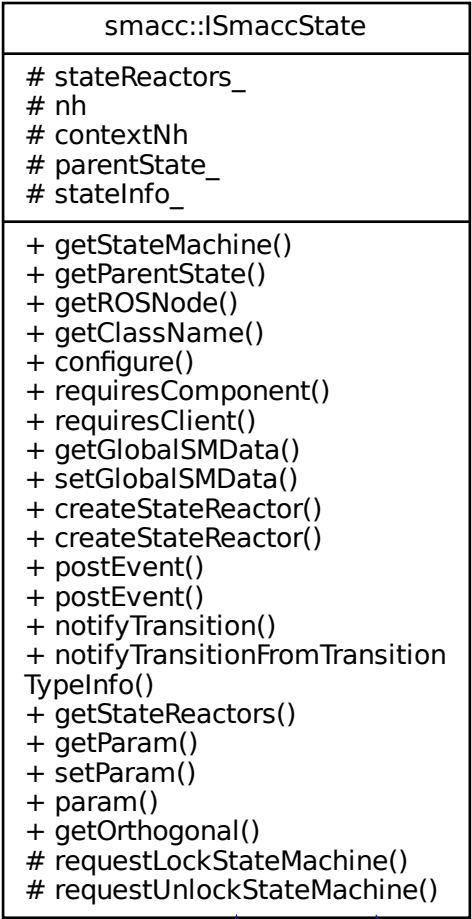 smacc::ISmaccState
# stateReactors_
# nh
# contextNh
# parentState_
# stateInfo_
+ getStateMachine()
+ getParentState()
+ getROSNode()
+ getClassName()
+ configure()
+ requiresComponent()
+ requiresClient()
+ getGlobalSMData()
+ setGlobalSMData()
+ createStateReactor()
+ createStateReactor()
+ postEvent()
+ postEvent()
+ notifyTransition()
+ notifyTransitionFromTransition
TypeInfo()
+ getStateReactors()
+ getParam()
+ setParam()
+ param()
+ getOrthogonal()
# requestLockStateMachine()
# requestUnlockStateMachine()